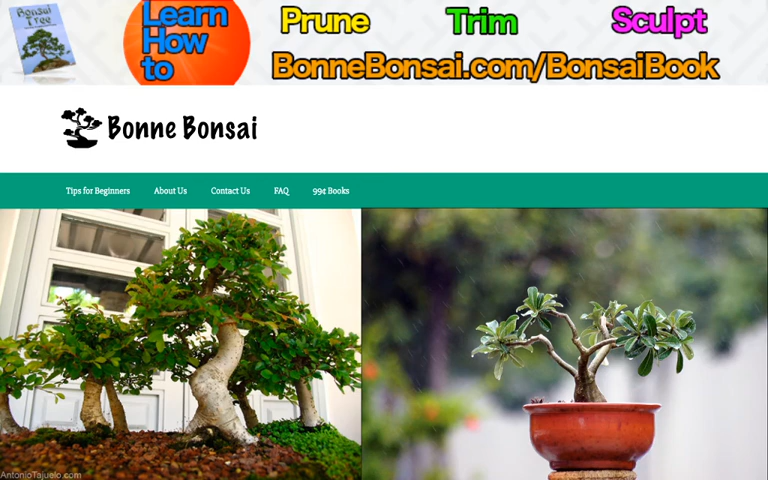 Bonsai
Tree
Learn
How
to
Prune Trim Sculpt
BonneBonsai.com/BonsaiBook
Bonne Bonsai
Tips for Beginners About Us Contact Us FAQ 99¢ Books
AntonioTajuelo.com